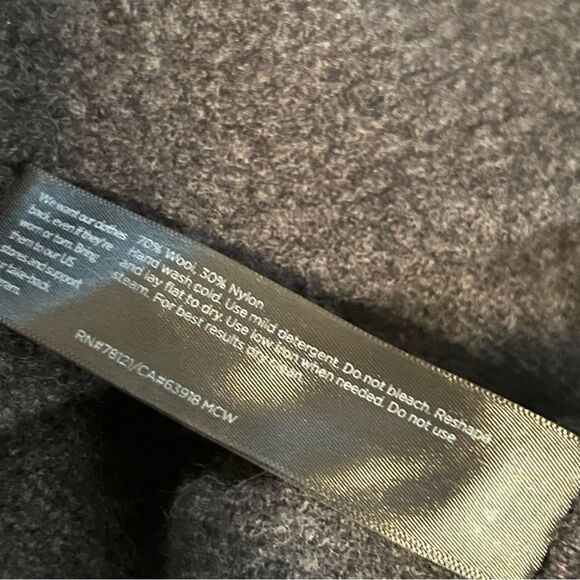 We want our clothes
back, even if they're
worn or torn. Bring
them to our US
stores and support
our take-back
70% Wool, 30% Nylon
Hand wash cold. Use mild detergent. Do not bleach. Reshape
and lay flat to dry. Use low iron when needed. Do not use
steam. For best results dry clean.
RN#78121/CA#63918 MCW